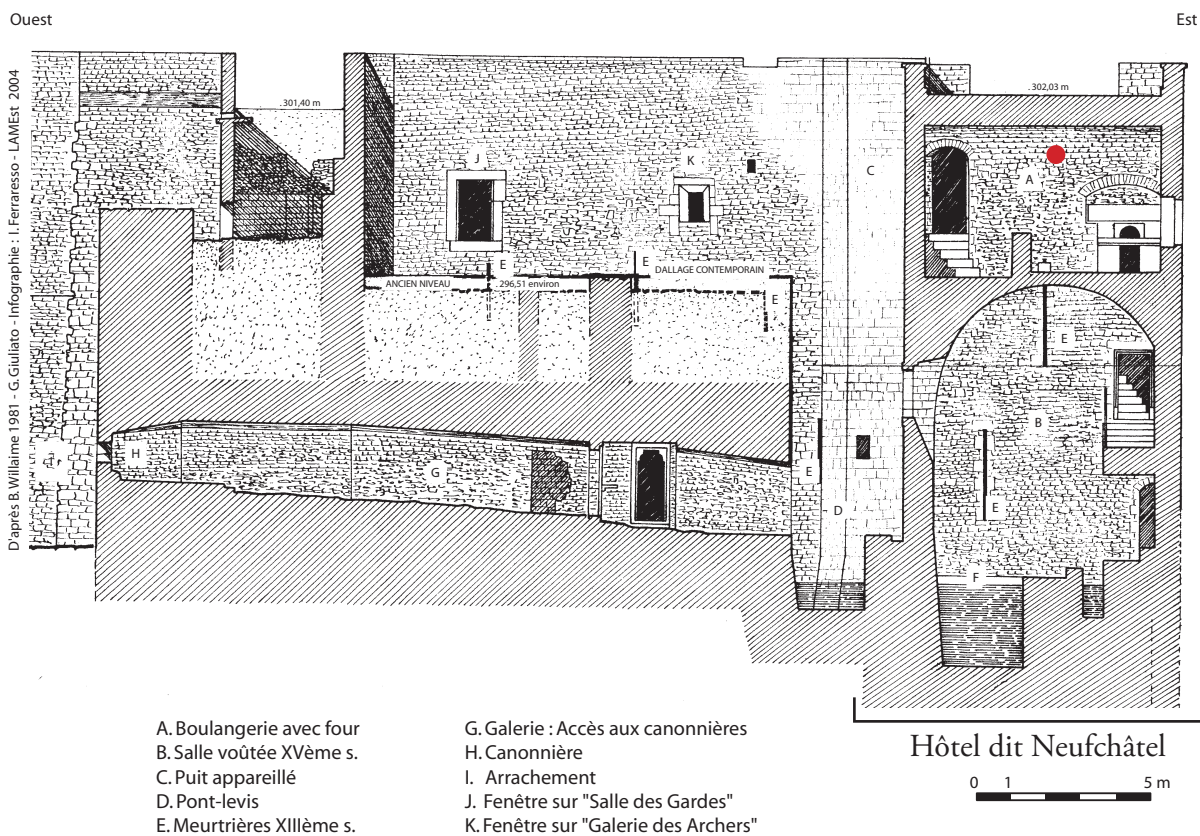 Ouest
Est
D'après B. Willaime 1981 - G. Giuliato - Infographie : I. Ferraresso - LAMEst 2004
.301,40 m
.302,03 m
J
K
C
A
E
E
DALLAGE CONTEMPORAIN
ANCIEN NIVEAU
.296,51 environ
E
E
B
H
G
E
E
D
F
A. Boulangerie avec four
B. Salle voûtée XVème s.
C. Puit appareillé
D. Pont-levis
E. Meurtrières XIIIème s.
G. Galerie : Accès aux canonnières
H. Canonnière
I. Arrachement
J. Fenêtre sur "Salle des Gardes"
K. Fenêtre sur "Galerie des Archers"
Hôtel dit Neufchâtel
0 1 5 m